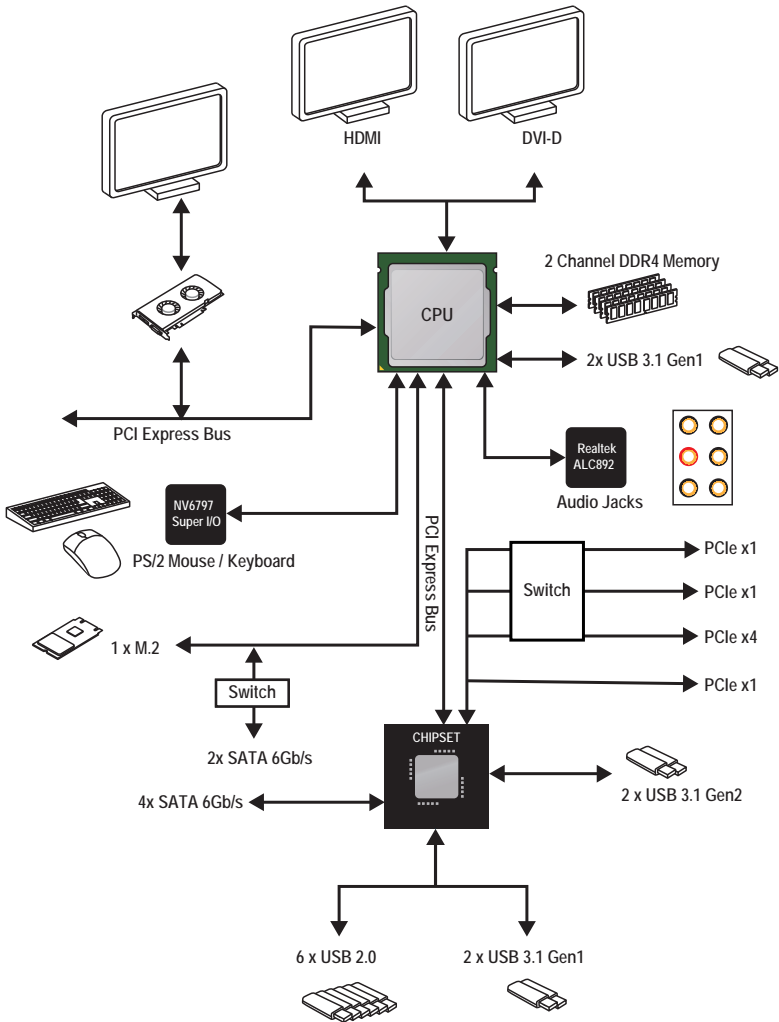 HDMI
DVI-D
2 Channel DDR4 Memory
CPU
2x USB 3.1 Gen1
PCI Express Bus
Realtek
ALC892
Audio Jacks
NV6797
Super I/O
PS/2 Mouse / Keyboard
PCI Express Bus
Switch
PCIe x1
PCIe x1
PCIe x4
PCIe x1
1 x M.2
Switch
2x SATA 6Gb/s
CHIPSET
4x SATA 6Gb/s
2 x USB 3.1 Gen2
6 x USB 2.0
2 x USB 3.1 Gen1